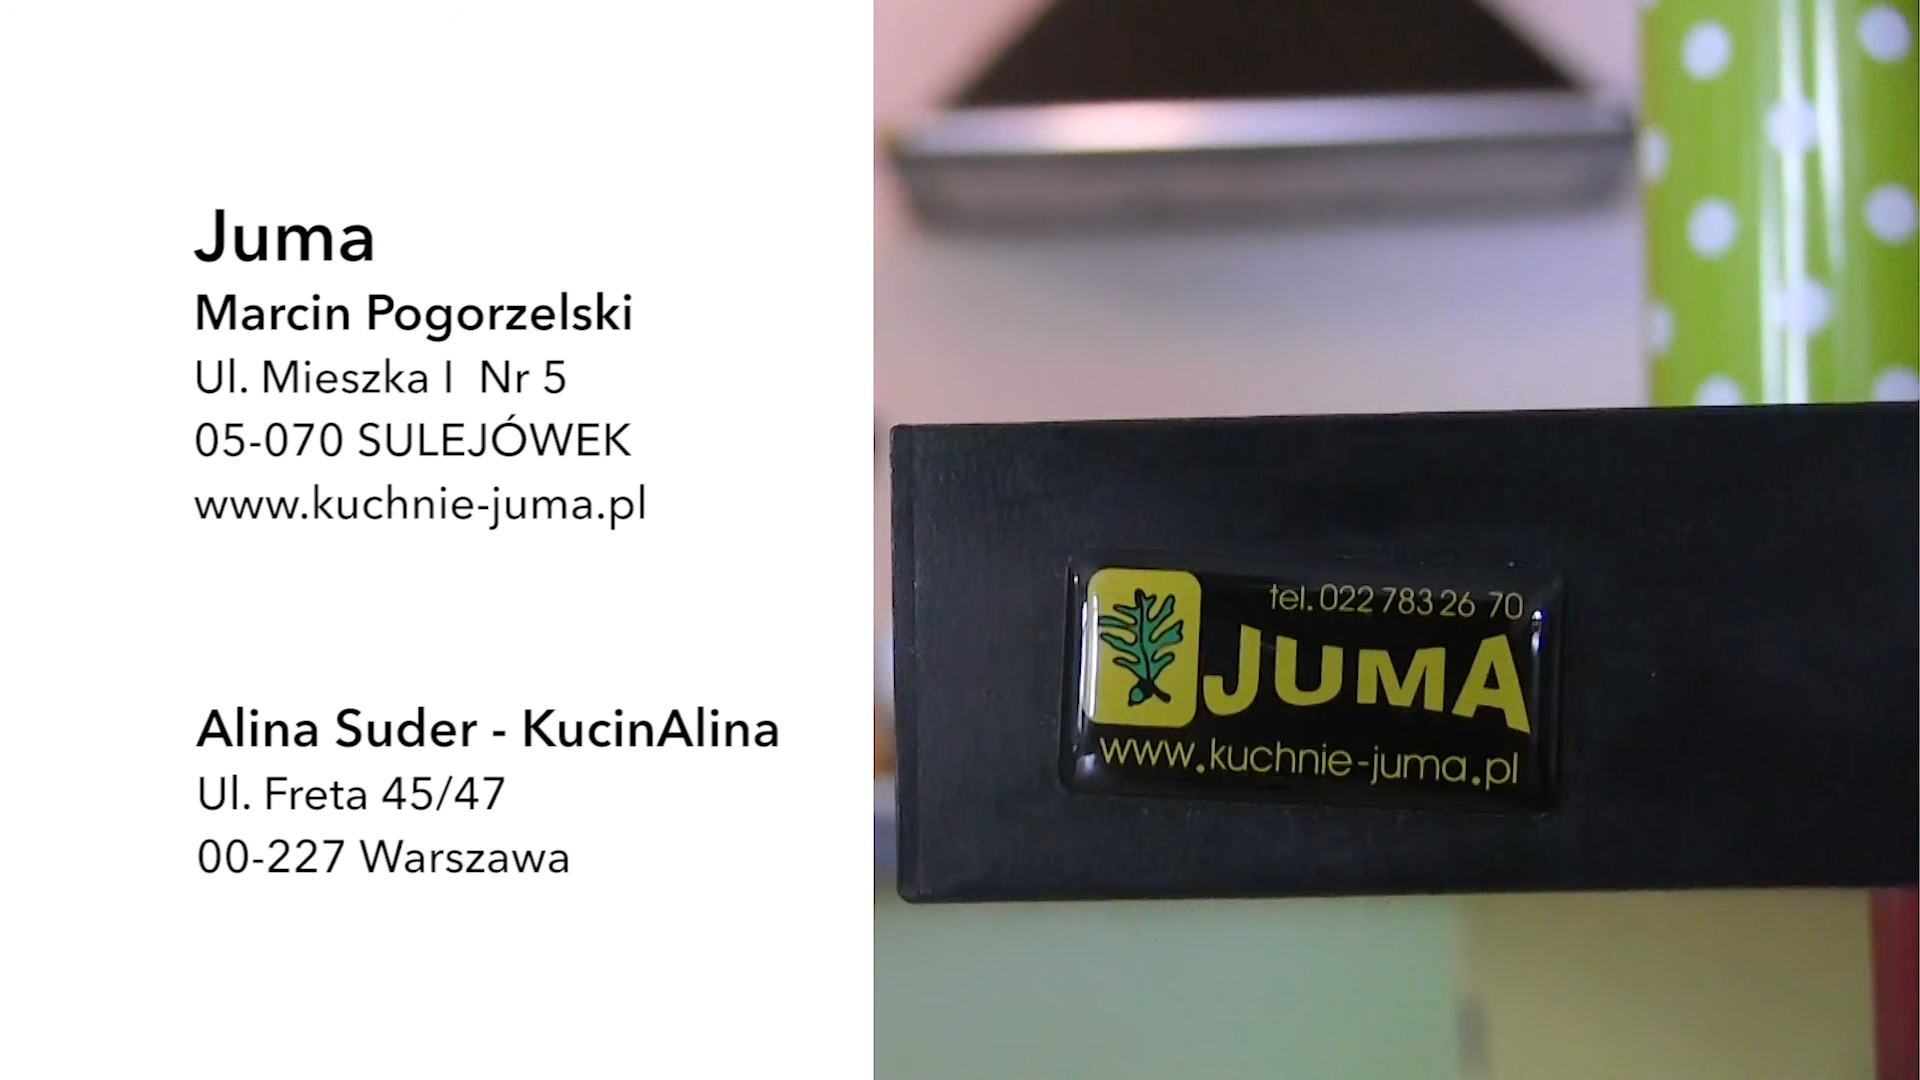 Juma
Marcin Pogorzelski
Ul. Mieszka I  Nr 5
05-070 SULEJÓWEK
www.kuchnie-juma.pl
Alina Suder - KucinAlina
Ul. Freta 45/47
00-227 Warszawa
tel. 022 783 26 70
JUMA
www.kuchnie-juma.pl